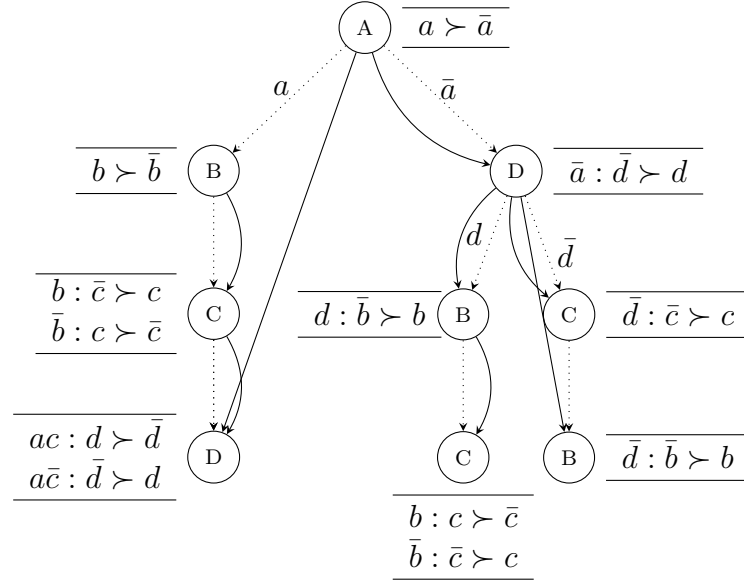 A
a ≻ ā
a
ā
b ≻ b̄
B
D
ā : d̄ ≻ d
d
d̄
b : c̄ ≻ c
b̄ : c ≻ c̄
C
d : b̄ ≻ b
B
C
d̄ : c̄ ≻ c
ac : d ≻ d̄
ac̄ : d̄ ≻ d
D
C
B
d̄ : b̄ ≻ b
b : c ≻ c̄
b̄ : c̄ ≻ c